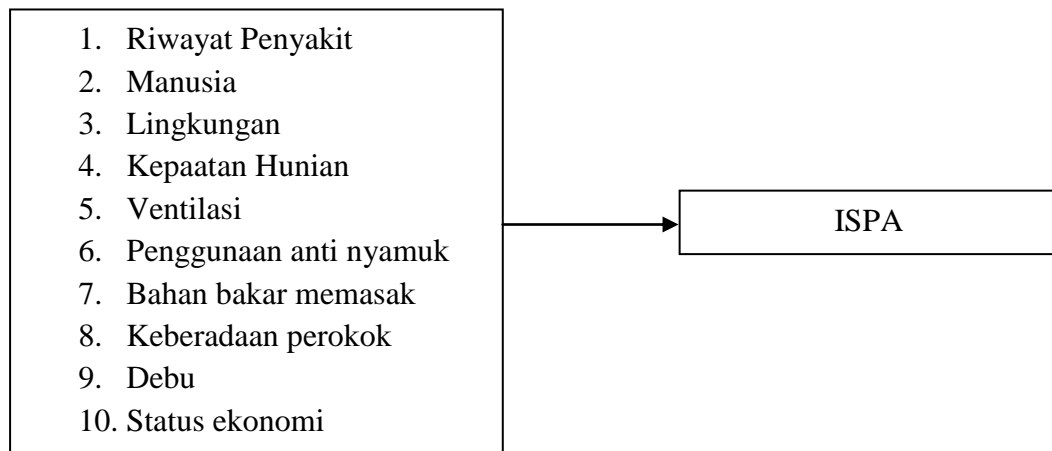 1. Riwayat Penyakit
2. Manusia
3. Lingkungan
4. Kepaatan Hunian
5. Ventilasi
6. Penggunaan anti nyamuk
7. Bahan bakar memasak
8. Keberadaan perokok
9. Debu
10. Status ekonomi
ISPA